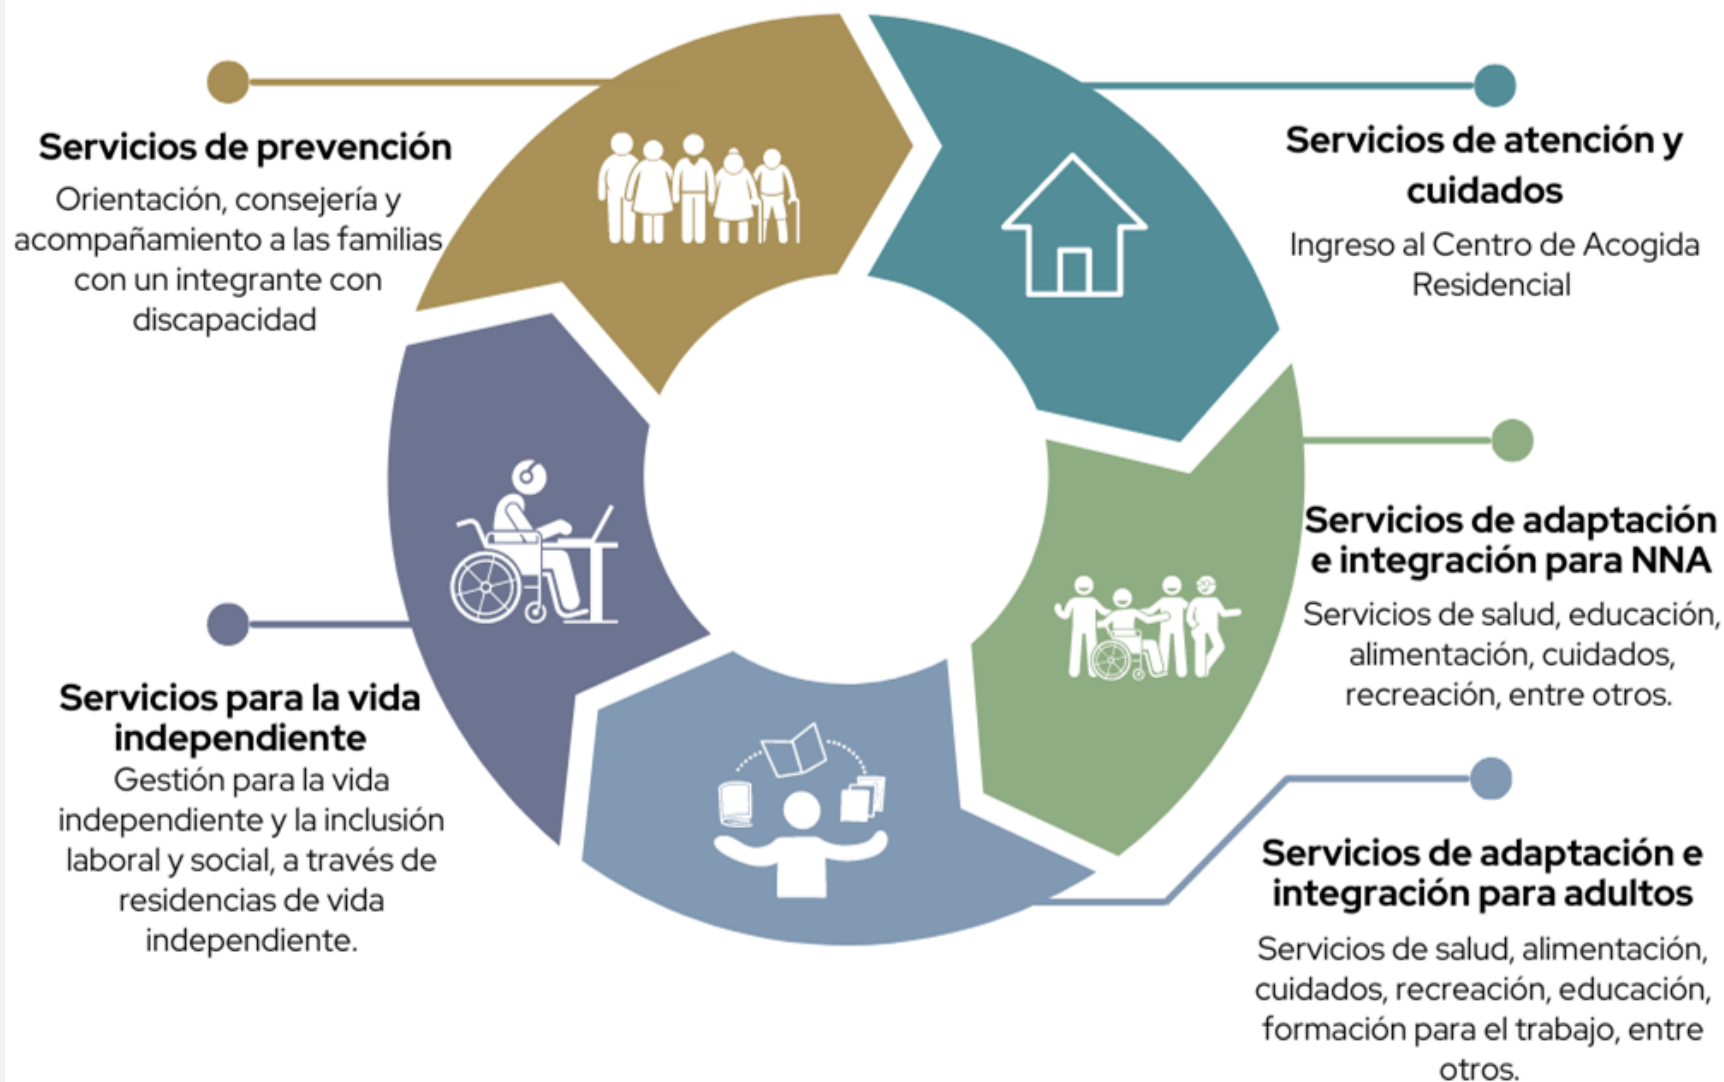 Servicios de prevención
Orientación, consejería y
acompañamiento a las familias
con un integrante con
discapacidad
Servicios de atención y
cuidados
Ingreso al Centro de Acogida
Residencial
Servicios de adaptación
e integración para NNA
Servicios de salud, educación,
alimentación, cuidados,
recreación, entre otros.
Servicios de adaptación e
integración para adultos
Servicios de salud, alimentación,
cuidados, recreación, educación,
formación para el trabajo, entre
otros.
Servicios para la vida
independiente
Gestión para la vida
independiente y la inclusión
laboral y social, a través de
residencias de vida
independiente.